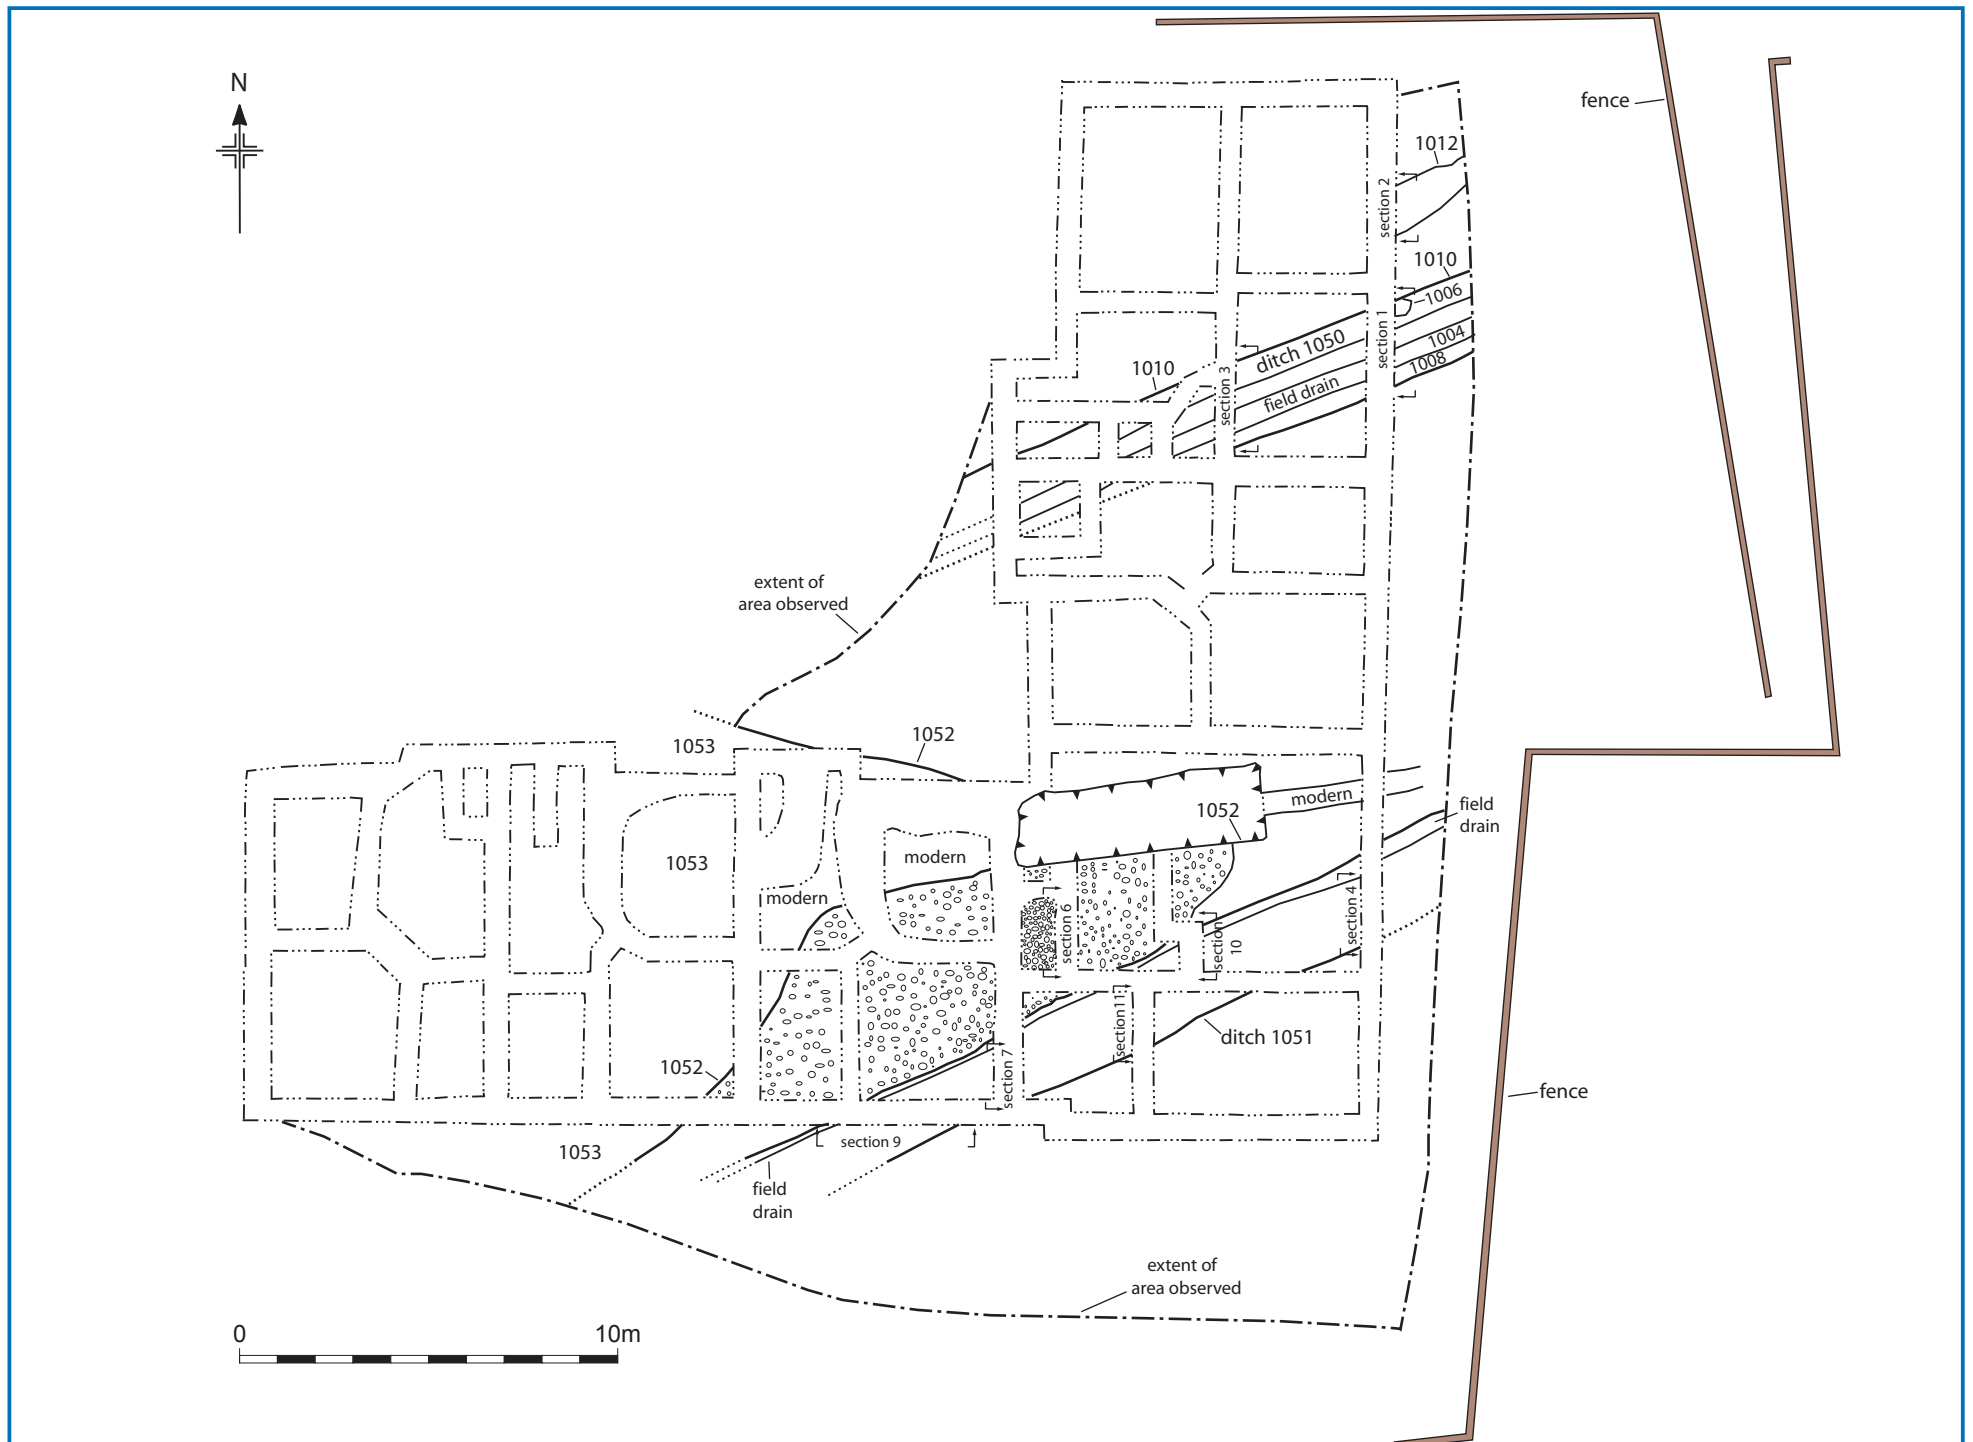 N
fence
1012
section 2
1010
1006
section 1
ditch 1050
1004
1008
1010
section 3
field drain
extent of
area observed
1052
1053
1052
modern
field
drain
1053
modern
modern
section 4
section 6
section
10
section11
ditch 1051
1052
section 7
fence
section 9
1053
field
drain
extent of
area observed
0
10m